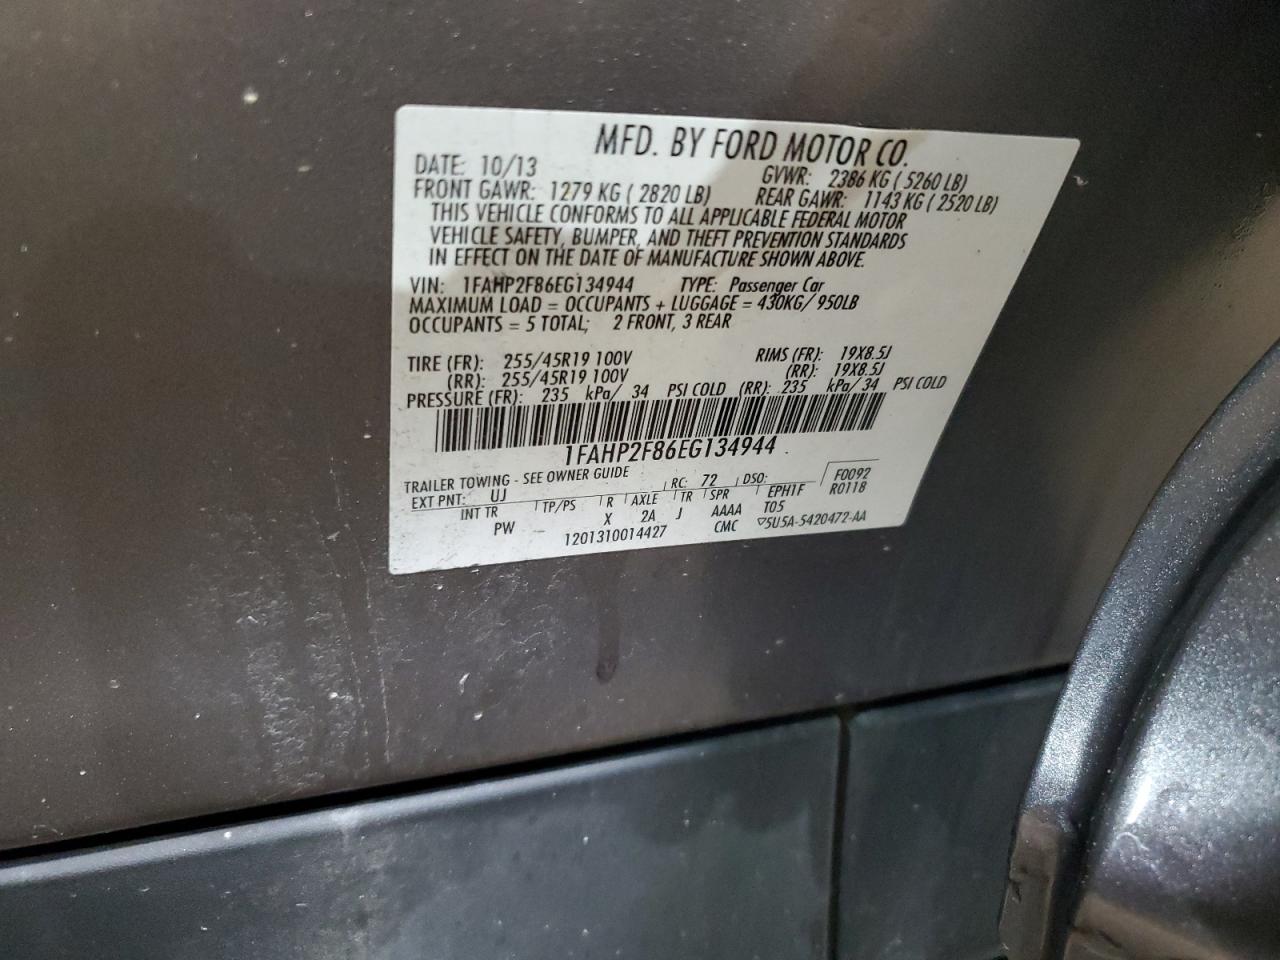 MFD. BY FORD MOTOR CO.
DATE: 10/13 GVWR: 2386 KG ( 5260 LB)
FRONT GAWR: 1279 KG ( 2820 LB) REAR GAWR: 1143 KG ( 2520 LB)
THIS VEHICLE CONFORMS TO ALL APPLICABLE FEDERAL MOTOR
VEHICLE SAFETY, BUMPER, AND THEFT PREVENTION STANDARDS
IN EFFECT ON THE DATE OF MANUFACTURE SHOWN ABOVE.
VIN: 1FAHP2F86EG134944 TYPE: Passenger Car
MAXIMUM LOAD = OCCUPANTS + LUGGAGE = 430KG/ 950LB
OCCUPANTS = 5 TOTAL; 2 FRONT, 3 REAR
TIRE (FR): 255/45R19 100V RIMS (FR): 19X8.5J
(RR): 255/45R19 100V (RR): 19X8.5J
PRESSURE (FR): 235 kPa/ 34 PSI COLD (RR): 235 kPa/ 34 PSI COLD
1FAHP2F86EG134944
TRAILER TOWING - SEE OWNER GUIDE
EXT PNT: UJ RC: 72 DSO: F0092
INT TR TP/PS R AXLE TR SPR EPH1F R0118
PW X 2A J AAAA T05
1201310014427 CMC ▽5U5A-5420472-AA